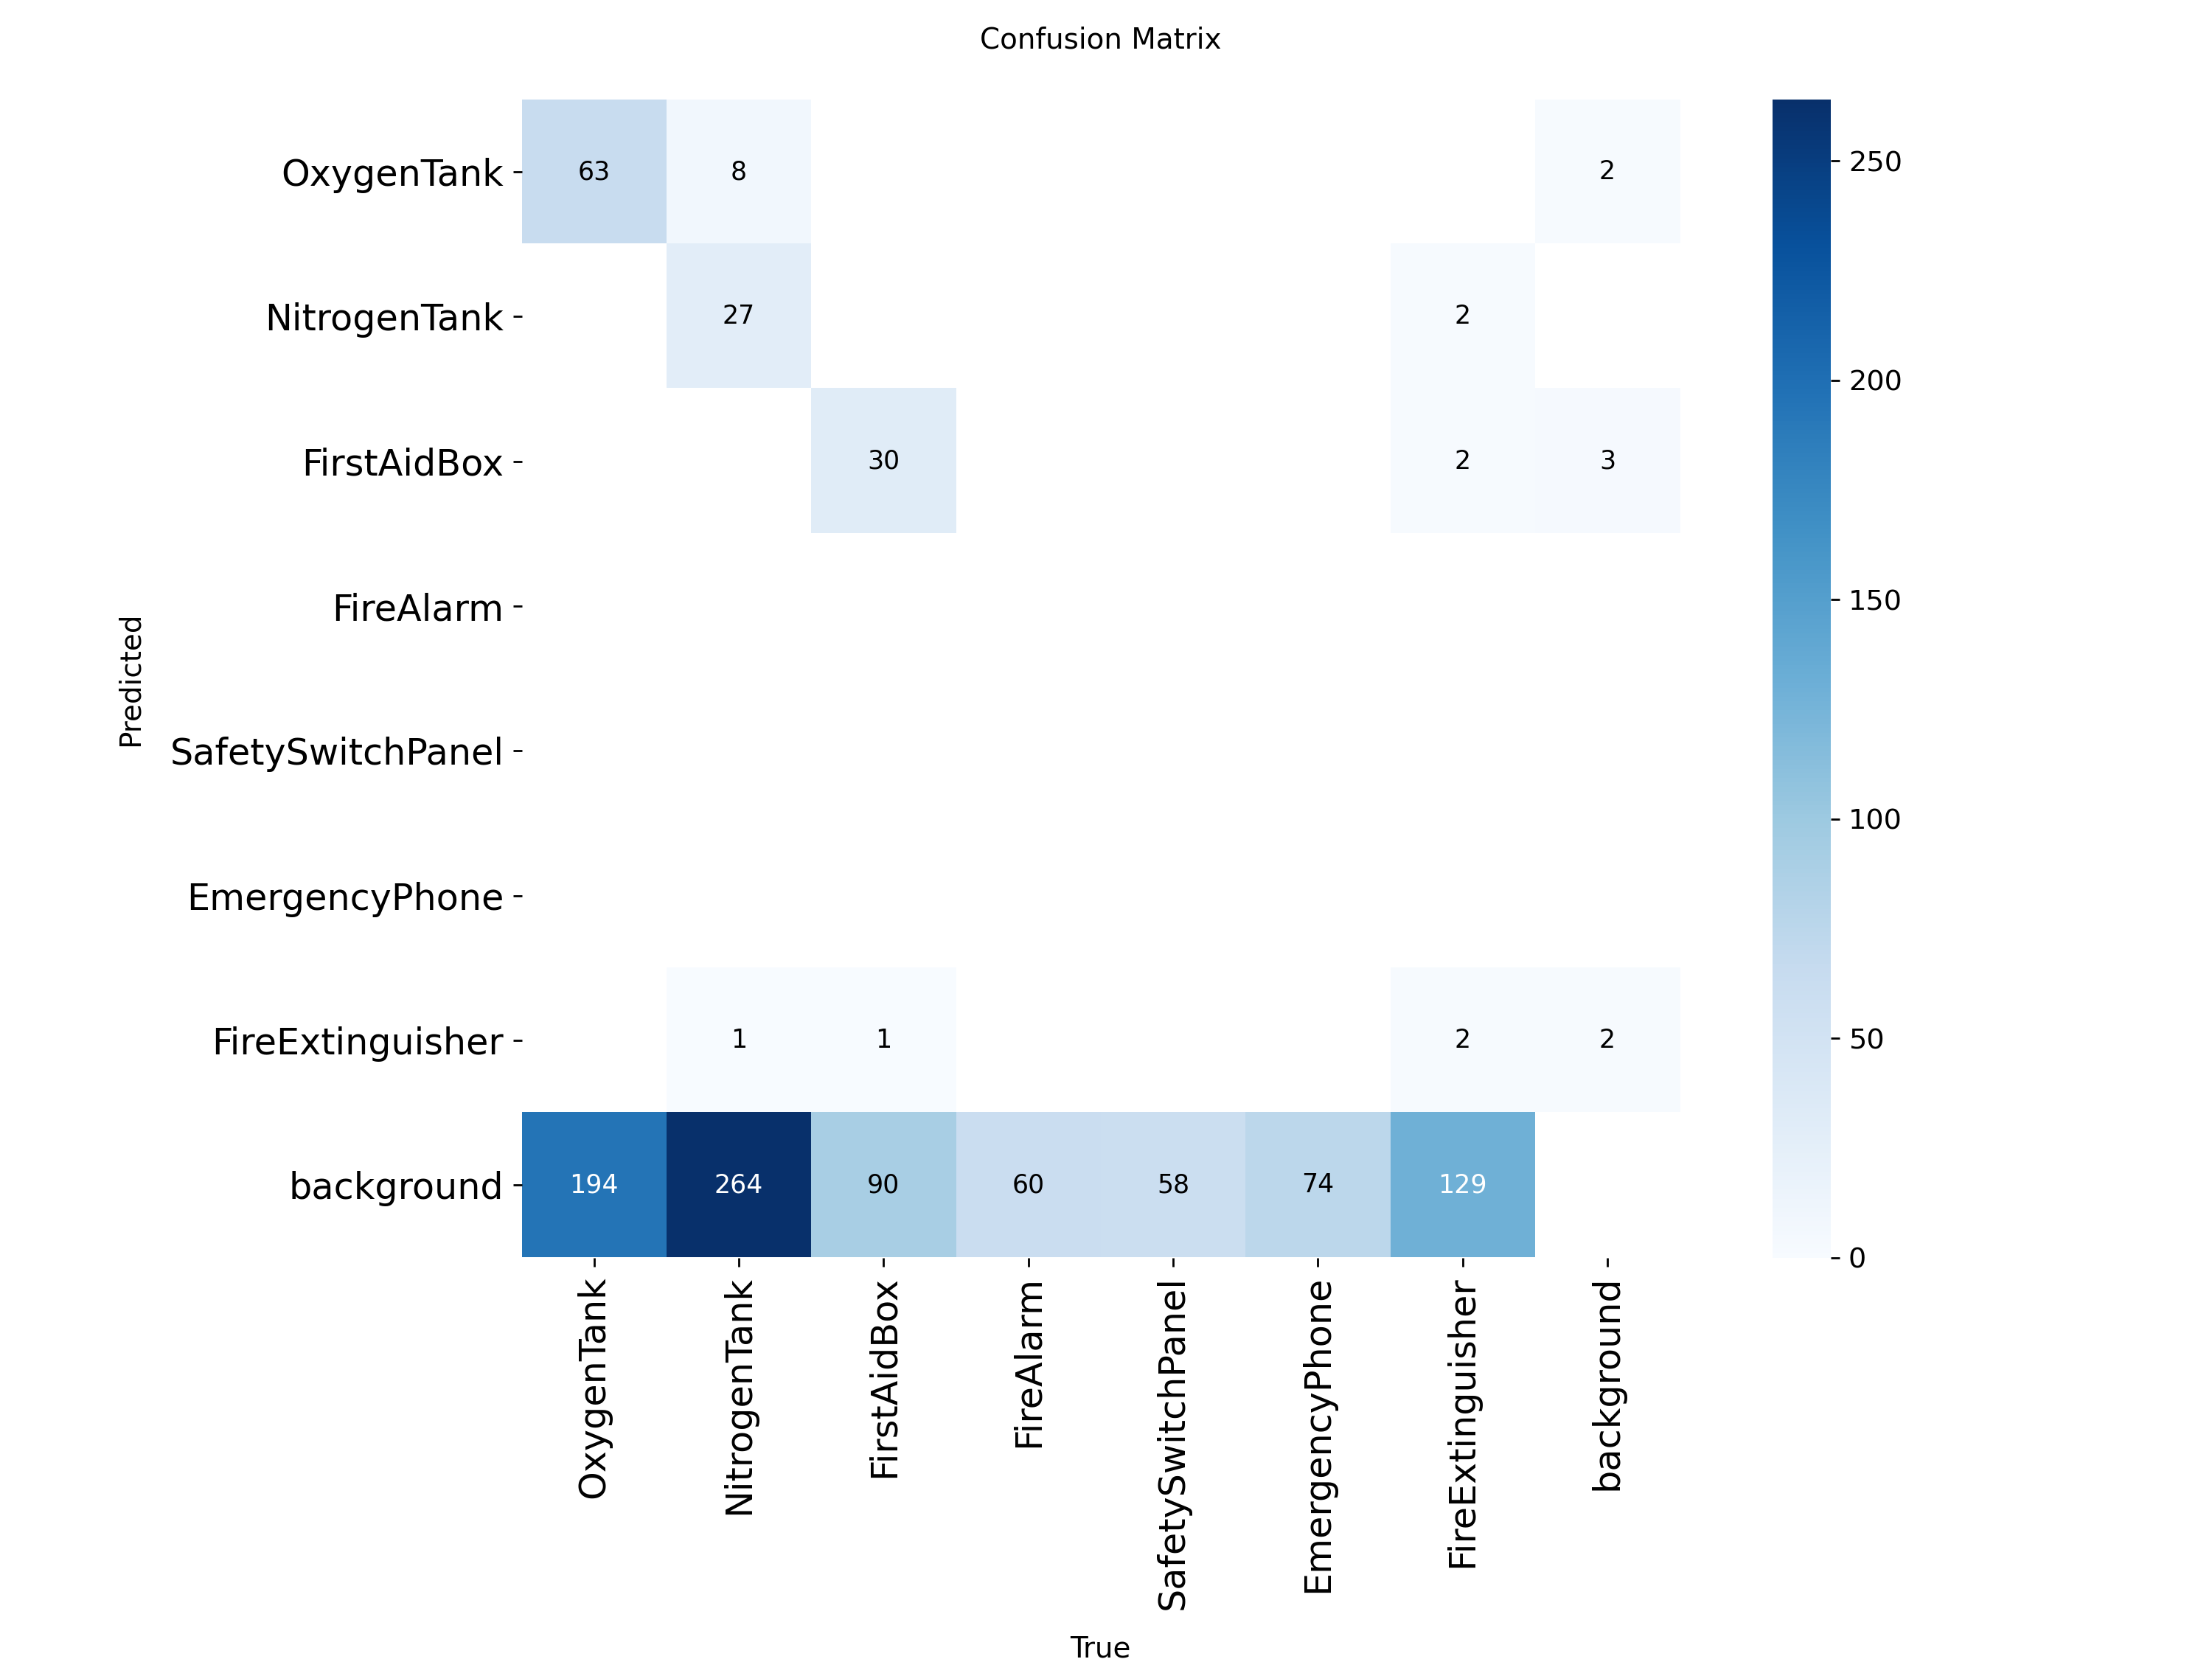 Confusion Matrix
Predicted
OxygenTank 63 8 2
NitrogenTank 27 2
FirstAidBox 30 2 3
FireAlarm
SafetySwitchPanel
EmergencyPhone
FireExtinguisher 1 1 2 2
background 194 264 90 60 58 74 129
OxygenTank
NitrogenTank
FirstAidBox
FireAlarm
SafetySwitchPanel
EmergencyPhone
FireExtinguisher
background
True
250
200
150
100
50
0